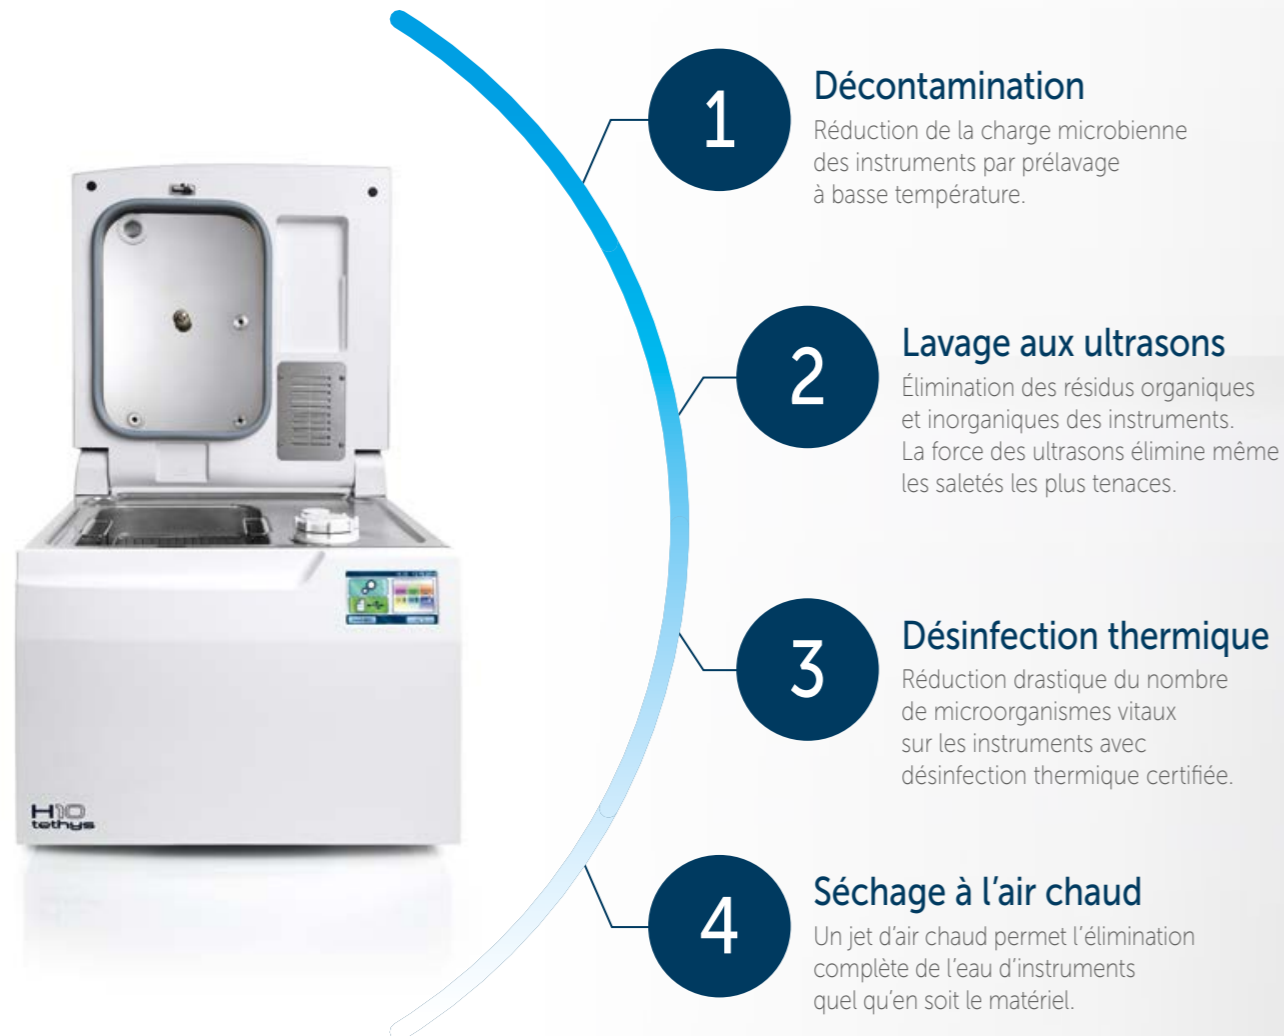 1
Décontamination
Réduction de la charge microbienne
des instruments par prélavage
à basse température.
2
Lavage aux ultrasons
Élimination des résidus organiques
et inorganiques des instruments.
La force des ultrasons élimine même
les saletés les plus tenaces.
3
Désinfection thermique
Réduction drastique du nombre
de microorganismes vitaux
sur les instruments avec
désinfection thermique certifiée.
4
Séchage à l’air chaud
Un jet d’air chaud permet l’élimination
complète de l’eau d’instruments
quel qu’en soit le matériel.
H10
tethys